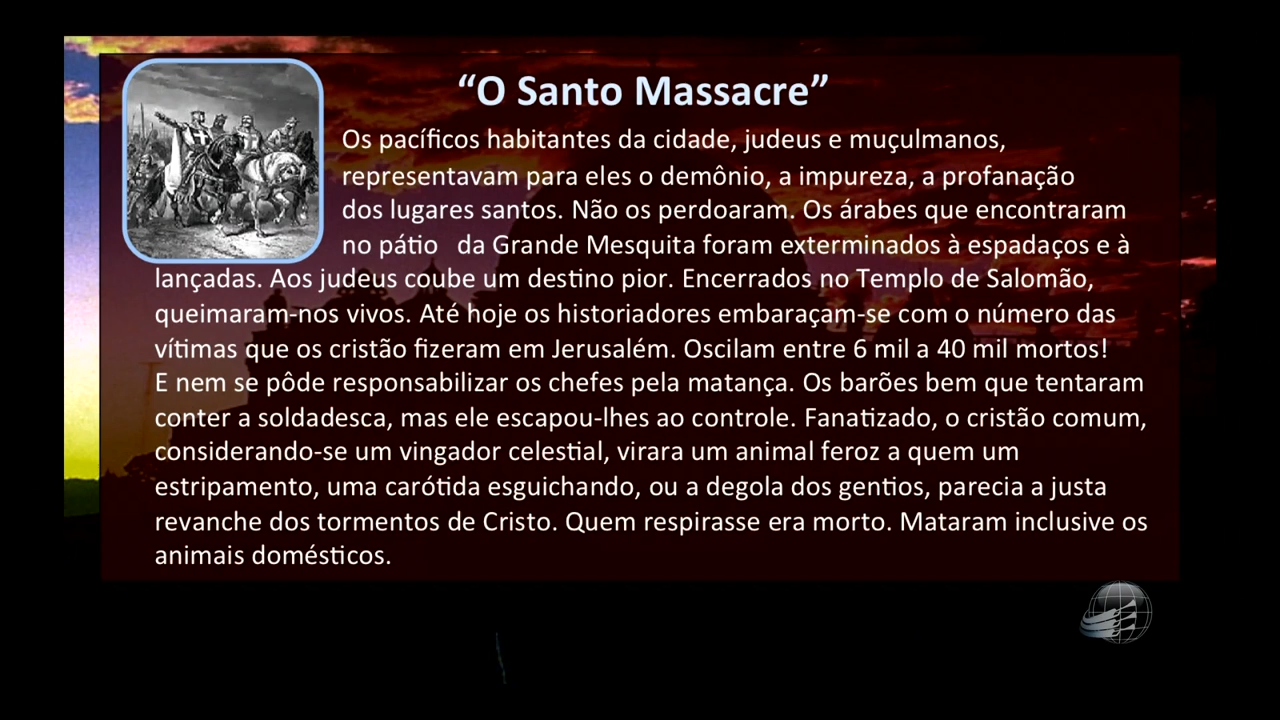 “O Santo Massacre”
Os pacíficos habitantes da cidade, judeus e muçulmanos,
representavam para eles o demônio, a impureza, a profanação
dos lugares santos. Não os perdoaram. Os árabes que encontraram
no pátio da Grande Mesquita foram exterminados à espadaços e à
lançadas. Aos judeus coube um destino pior. Encerrados no Templo de Salomão,
queimaram-nos vivos. Até hoje os historiadores embaraçam-se com o número das
vítimas que os cristão fizeram em Jerusalém. Oscilam entre 6 mil a 40 mil mortos!
E nem se pôde responsabilizar os chefes pela matança. Os barões bem que tentaram
conter a soldadesca, mas ele escapou-lhes ao controle. Fanatizado, o cristão comum,
considerando-se um vingador celestial, virara um animal feroz a quem um
estripamento, uma carótida esguichando, ou a degola dos gentios, parecia a justa
revanche dos tormentos de Cristo. Quem respirasse era morto. Mataram inclusive os
animais domésticos.